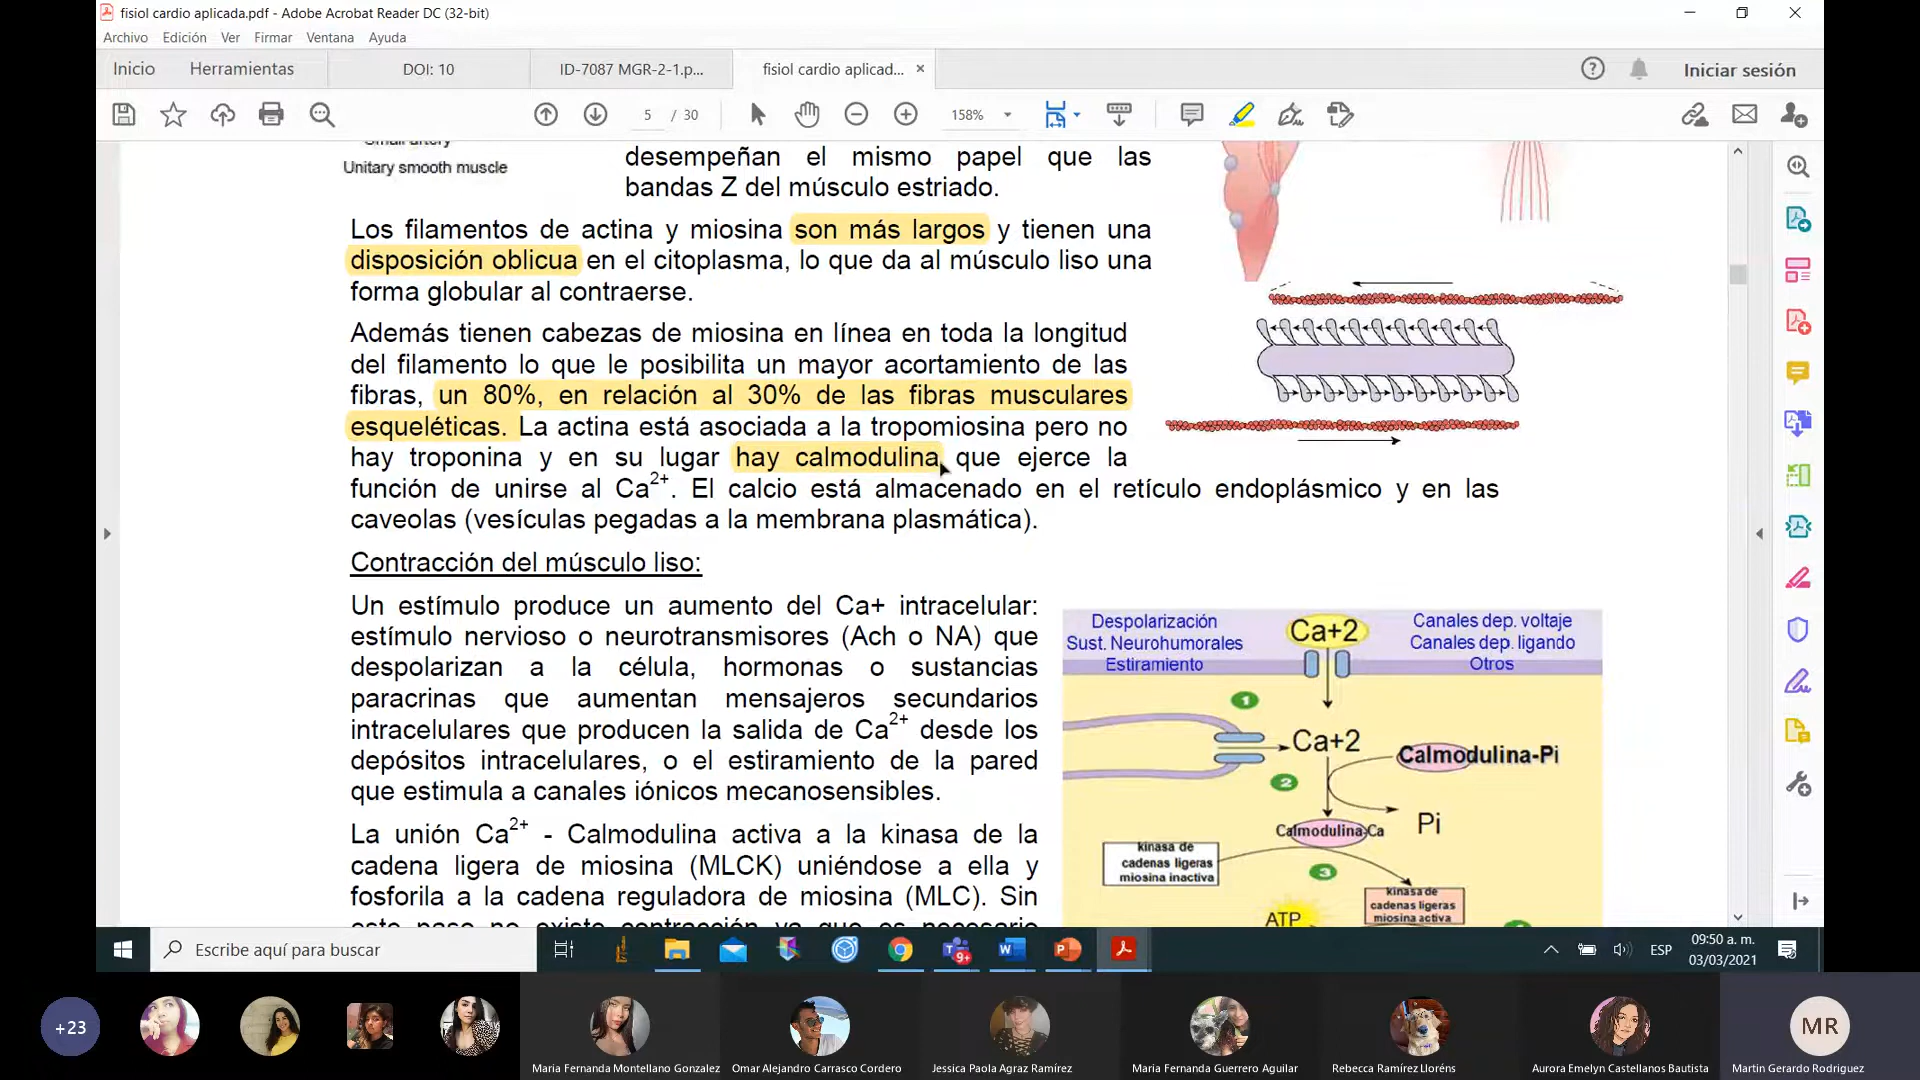 fisiol cardio aplicada.pdf - Adobe Acrobat Reader DC (32-bit)
Archivo Edición Ver Firmar Ventana Ayuda
Inicio Herramientas DOI: 10 ID-7087 MGR-2-1.p... fisiol cardio aplicad... × Iniciar sesión
5 / 30 158%
Small artery
Unitary smooth muscle
desempeñan el mismo papel que las
bandas Z del músculo estriado.
Los filamentos de actina y miosina son más largos y tienen una
disposición oblicua en el citoplasma, lo que da al músculo liso una
forma globular al contraerse.
Además tienen cabezas de miosina en línea en toda la longitud
del filamento lo que le posibilita un mayor acortamiento de las
fibras, un 80%, en relación al 30% de las fibras musculares
esqueléticas. La actina está asociada a la tropomiosina pero no
hay troponina y en su lugar hay calmodulina que ejerce la
función de unirse al Ca2+. El calcio está almacenado en el retículo endoplásmico y en las
caveolas (vesículas pegadas a la membrana plasmática).
Contracción del músculo liso:
Un estímulo produce un aumento del Ca+ intracelular:
estímulo nervioso o neurotransmisores (Ach o NA) que
despolarizan a la célula, hormonas o sustancias
paracrinas que aumentan mensajeros secundarios
intracelulares que producen la salida de Ca2+ desde los
depósitos intracelulares, o el estiramiento de la pared
que estimula a canales iónicos mecanosensibles.
La unión Ca2+ - Calmodulina activa a la kinasa de la
cadena ligera de miosina (MLCK) uniéndose a ella y
fosforila a la cadena reguladora de miosina (MLC). Sin
este paso no existe contracción ya que es necesario
Despolarización
Sust. Neurohumorales
Estiramiento
Ca+2
Canales dep. voltaje
Canales dep. ligando
Otros
1
Ca+2
Calmodulina-Pi
2
Pi
Calmodulina-Ca
kinasa de
cadenas ligeras
miosina inactiva
3
kinasa de
cadenas ligeras
miosina activa
ATP
Escribe aquí para buscar
9+
ESP
09:50 a. m.
03/03/2021
+23
Maria Fernanda Montellano Gonzalez
Omar Alejandro Carrasco Cordero
Jessica Paola Agraz Ramírez
Maria Fernanda Guerrero Aguilar
Rebecca Ramírez Lloréns
Aurora Emelyn Castellanos Bautista
MR
Martin Gerardo Rodriguez